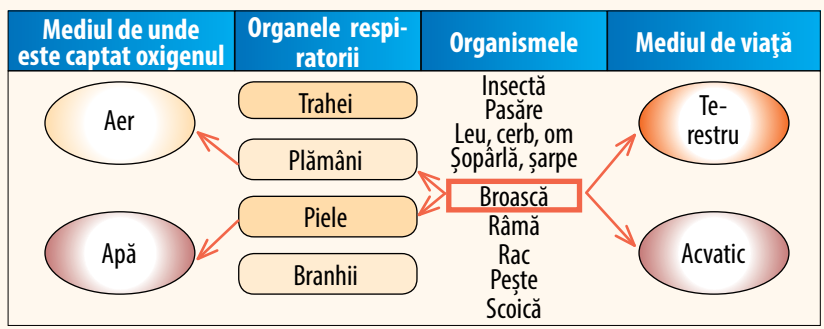 Mediul de unde
este captat oxigenul
Organele respi-
ratorii
Organismele
Mediul de viață
Aer
Apă
Trahei
Plămâni
Piele
Branhii
Insectă
Pasăre
Leu, cerb, om
Șopârlă, șarpe
Broască
Râmă
Rac
Pește
Scoică
Te-
restru
Acvatic